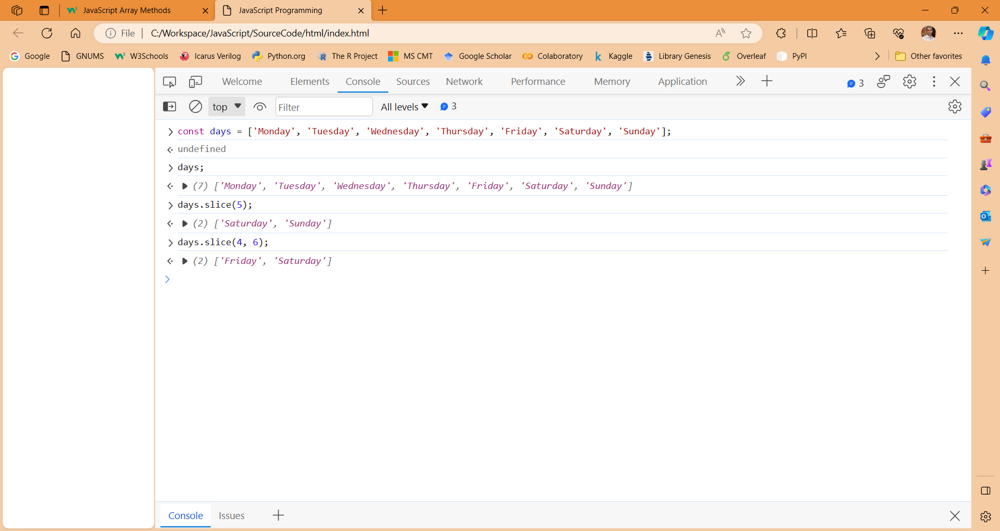 JavaScript Array Methods
JavaScript Programming
File
C:/Workspace/JavaScript/SourceCode/html/index.html
Google GNUMS W3Schools Icarus Verilog Python.org The R Project MS CMT Google Scholar Colaboratory Kaggle Library Genesis Overleaf PyPI Other favorites
Welcome Elements Console Sources Network Performance Memory Application 3
top Filter All levels 3
const days = ['Monday', 'Tuesday', 'Wednesday', 'Thursday', 'Friday', 'Saturday', 'Sunday'];
undefined
days;
(7) ['Monday', 'Tuesday', 'Wednesday', 'Thursday', 'Friday', 'Saturday', 'Sunday']
days.slice(5);
(2) ['Saturday', 'Sunday']
days.slice(4, 6);
(2) ['Friday', 'Saturday']
Console Issues